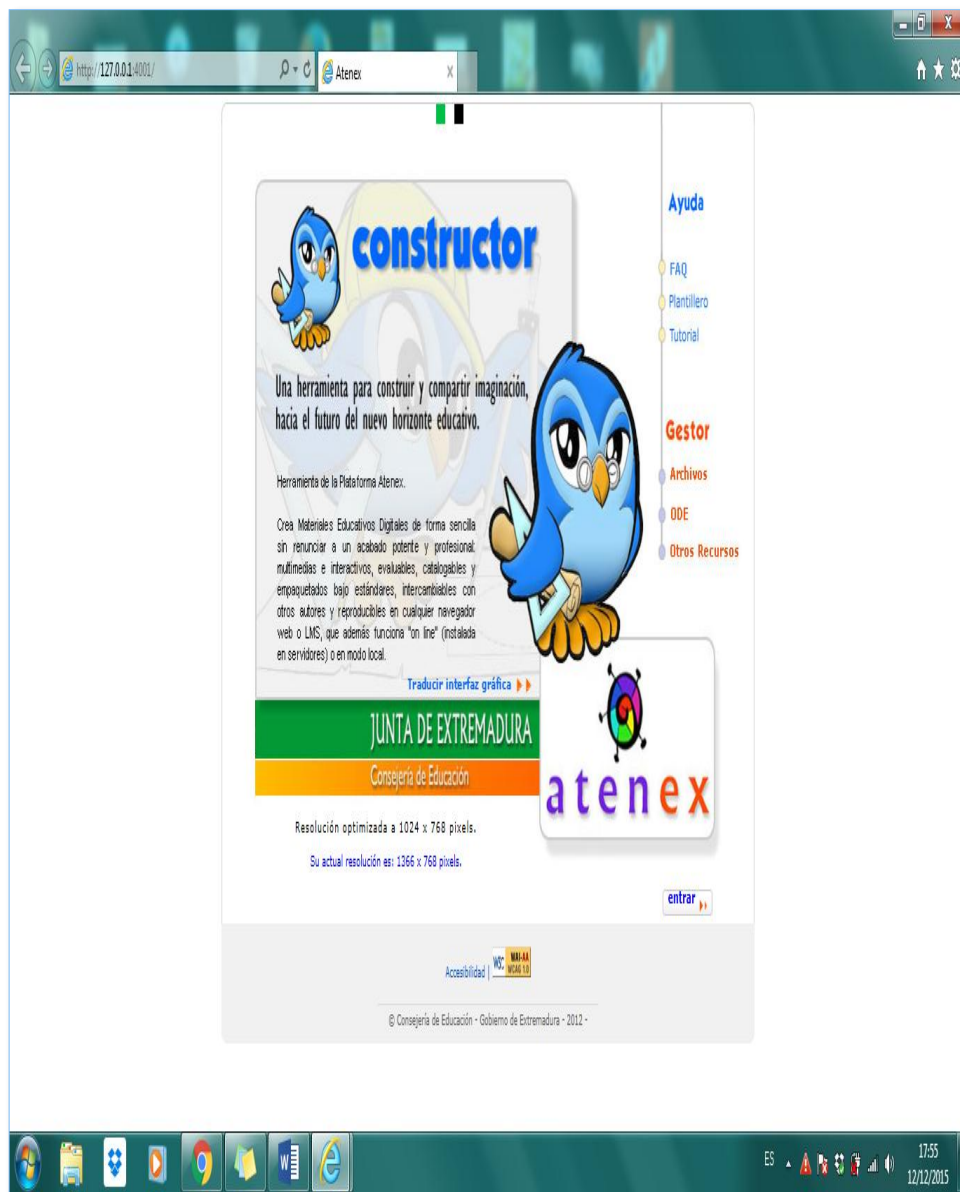 http://127.0.0.1:4001/
Atenex
constructor
Una herramienta para construir y compartir imaginación,
hacia el futuro del nuevo horizonte educativo.
Herramienta de la Plataforma Atenex.
Crea Materiales Educativos Digitales de forma sencilla
sin renunciar a un acabado potente y profesional:
multimedias e interactivos, evaluables, catalogables y
empaquetados bajo estándares, intercambiables con
otros autores y reproducibles en cualquier navegador
web o LMS, que además funciona "on line" (instalada
en servidores) o en modo local.
Traducir interfaz gráfica
JUNTA DE EXTREMADURA
Consejería de Educación
Resolución optimizada a 1024 x 768 pixels.
Su actual resolución es: 1366 x 768 pixels.
Ayuda
FAQ
Plantillero
Tutorial
Gestor
Archivos
ODE
Otros Recursos
atenex
entrar
Accesibilidad |
W3C WAI-AA
WCAG 1.0
© Consejería de Educación - Gobierno de Extremadura - 2012 -
ES
17:55
12/12/2015